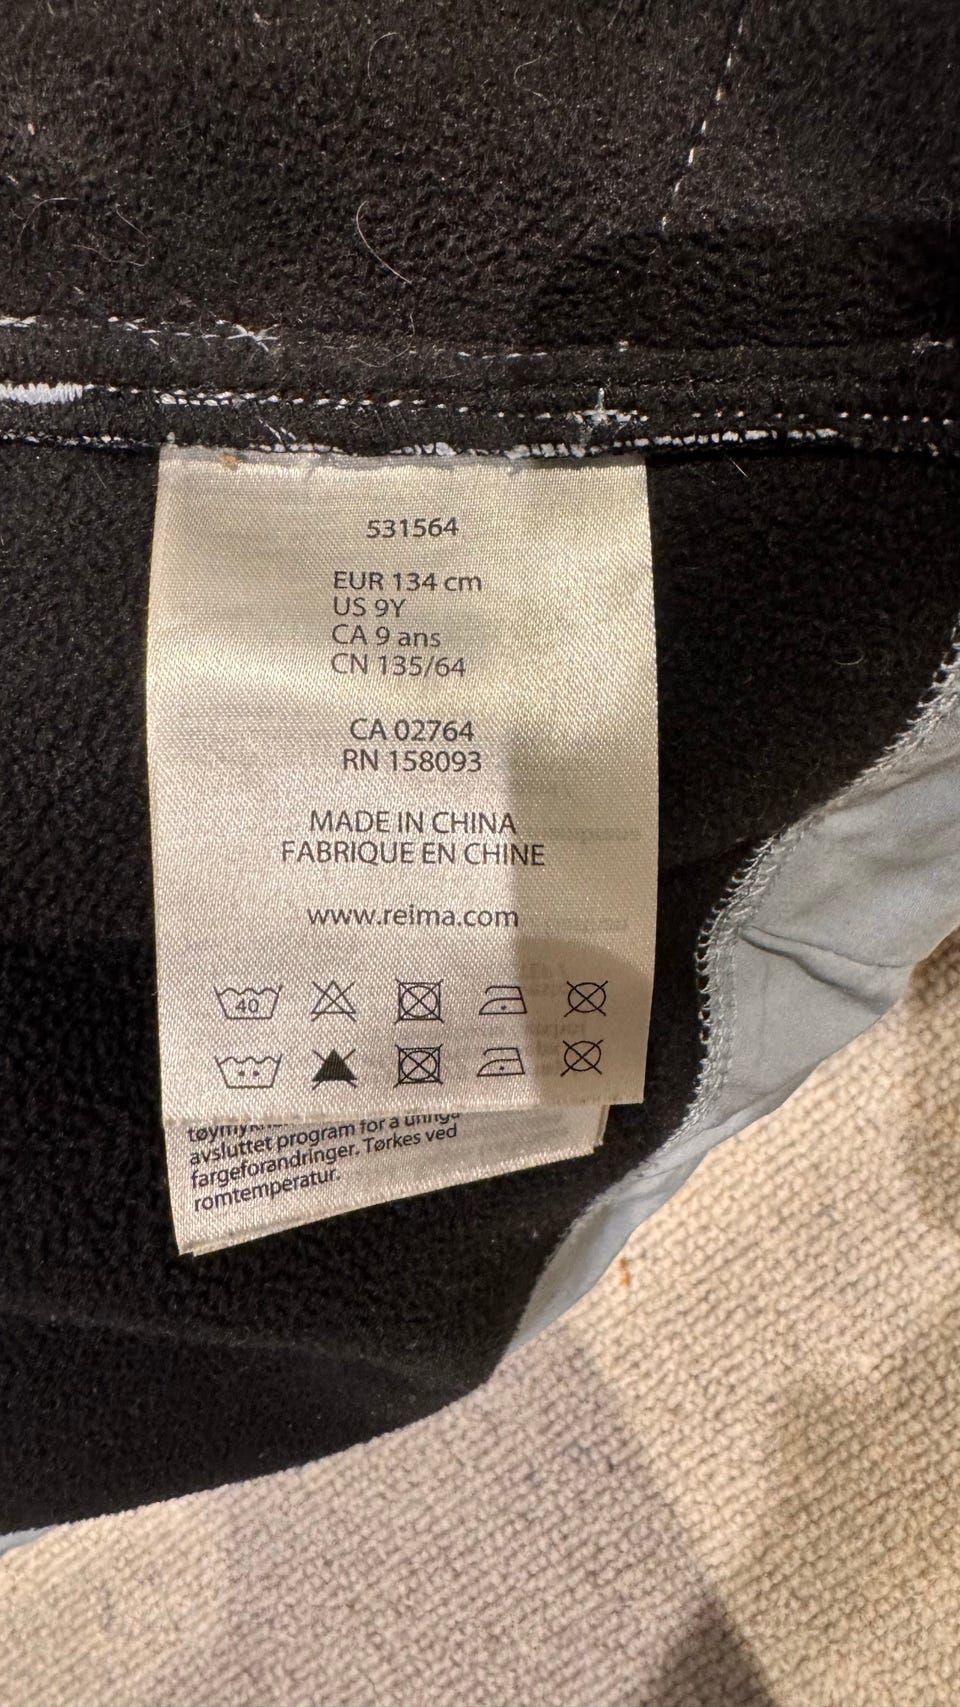 531564
EUR 134 cm
US 9Y
CA 9 ans
CN 135/64
CA 02764
RN 158093
MADE IN CHINA
FABRIQUE EN CHINE
www.reima.com
40
avsluttet program for å unngå
fargeforandringer. Tørkes ved
romtemperatur.